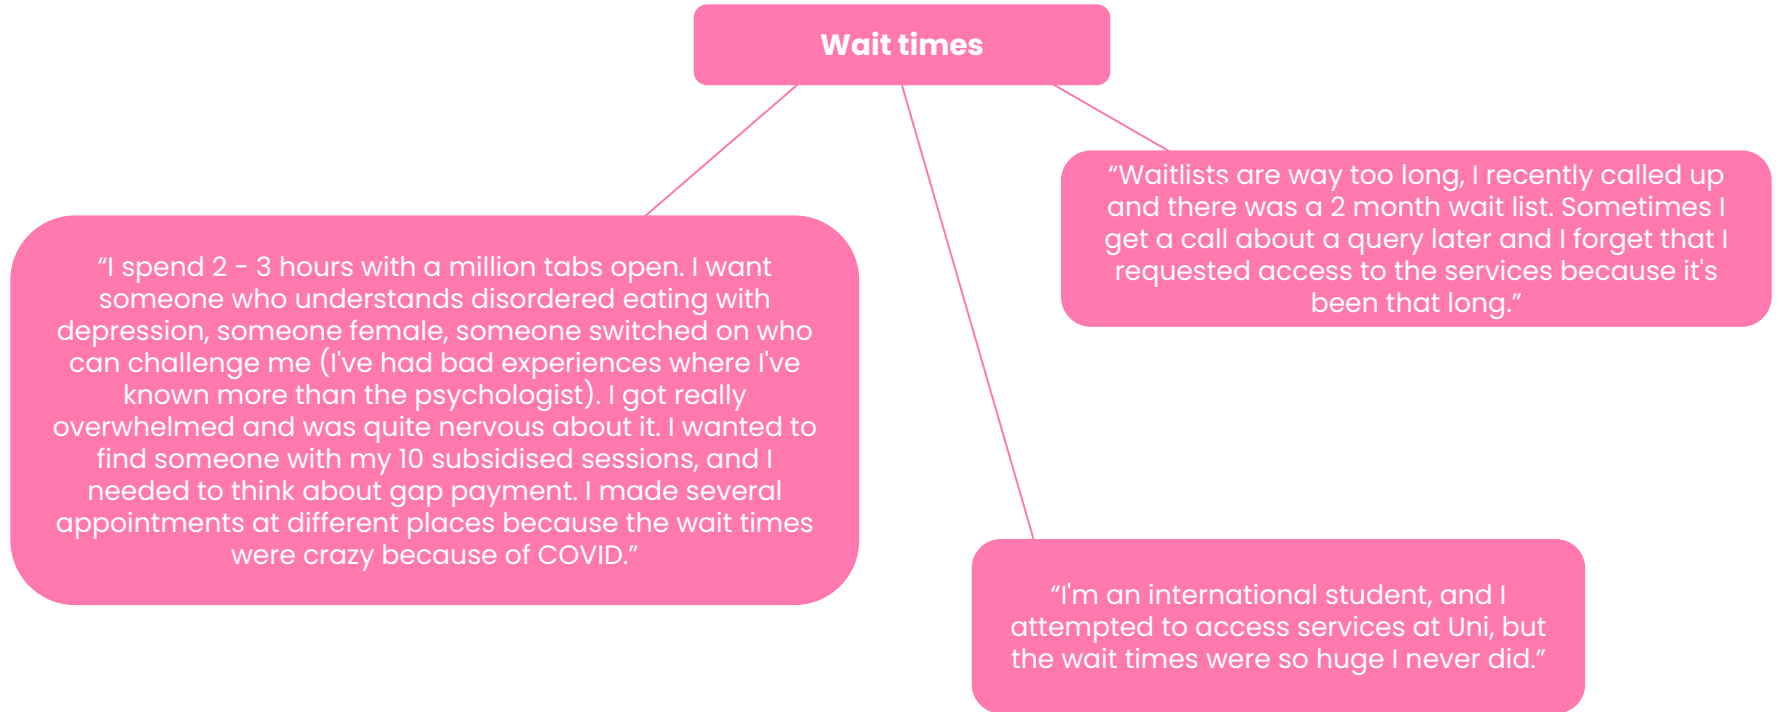 Wait times
“Waitlists are way too long, I recently called up
and there was a 2 month wait list. Sometimes I
get a call about a query later and I forget that I
requested access to the services because it's
been that long.”
“I spend 2 - 3 hours with a million tabs open. I want
someone who understands disordered eating with
depression, someone female, someone switched on who
can challenge me (I've had bad experiences where I've
known more than the psychologist). I got really
overwhelmed and was quite nervous about it. I wanted to
find someone with my 10 subsidised sessions, and I
needed to think about gap payment. I made several
appointments at different places because the wait times
were crazy because of COVID.”
“I'm an international student, and I
attempted to access services at Uni, but
the wait times were so huge I never did.”